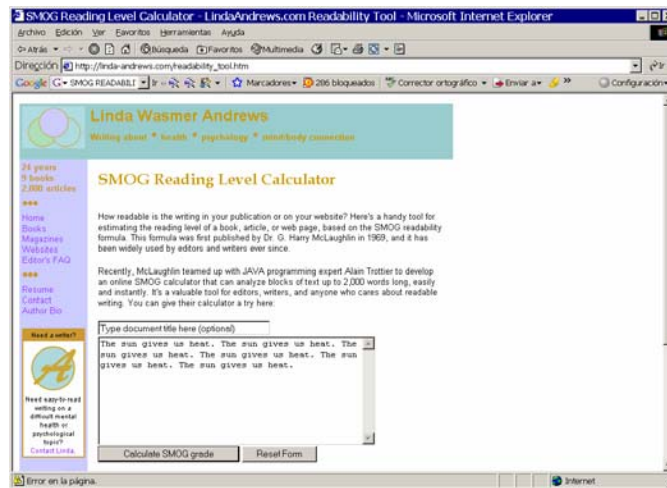 SMOG Reading Level Calculator - LindaAndrews.com Readability Tool - Microsoft Internet Explorer
Archivo Edición Ver Favoritos Herramientas Ayuda
Atrás Búsqueda Favoritos Multimedia
Dirección http://linda-andrews.com/readability_tool.htm Ir
Google G SMOG READABILI Ir Marcadores 286 bloqueados Corrector ortográfico Enviar a » Configuración
Linda Wasmer Andrews
Writing about * health * psychology * mind/body connection
24 years
9 books
2,000 articles
Home
Books
Magazines
Websites
Editor's FAQ
Resume
Contact
Author Bio
Need a writer?
A
Need easy-to-read
writing on a
difficult mental
health or
psychological
topic?
Contact Linda.
SMOG Reading Level Calculator
How readable is the writing in your publication or on your website? Here's a handy tool for
estimating the reading level of a book, article, or web page, based on the SMOG readability
formula. This formula was first published by Dr. G. Harry McLaughlin in 1969, and it has
been widely used by editors and writers ever since.
Recently, McLaughlin teamed up with JAVA programming expert Alain Trottier to develop
an online SMOG calculator that can analyze blocks of text up to 2,000 words long, easily
and instantly. It's a valuable tool for editors, writers, and anyone who cares about readable
writing. You can give their calculator a try here:
Type document title here (optional)
The sun gives us heat. The sun gives us heat. The
sun gives us heat. The sun gives us heat. The sun
gives us heat. The sun gives us heat.
Calculate SMOG grade Reset Form
Error en la página. Internet